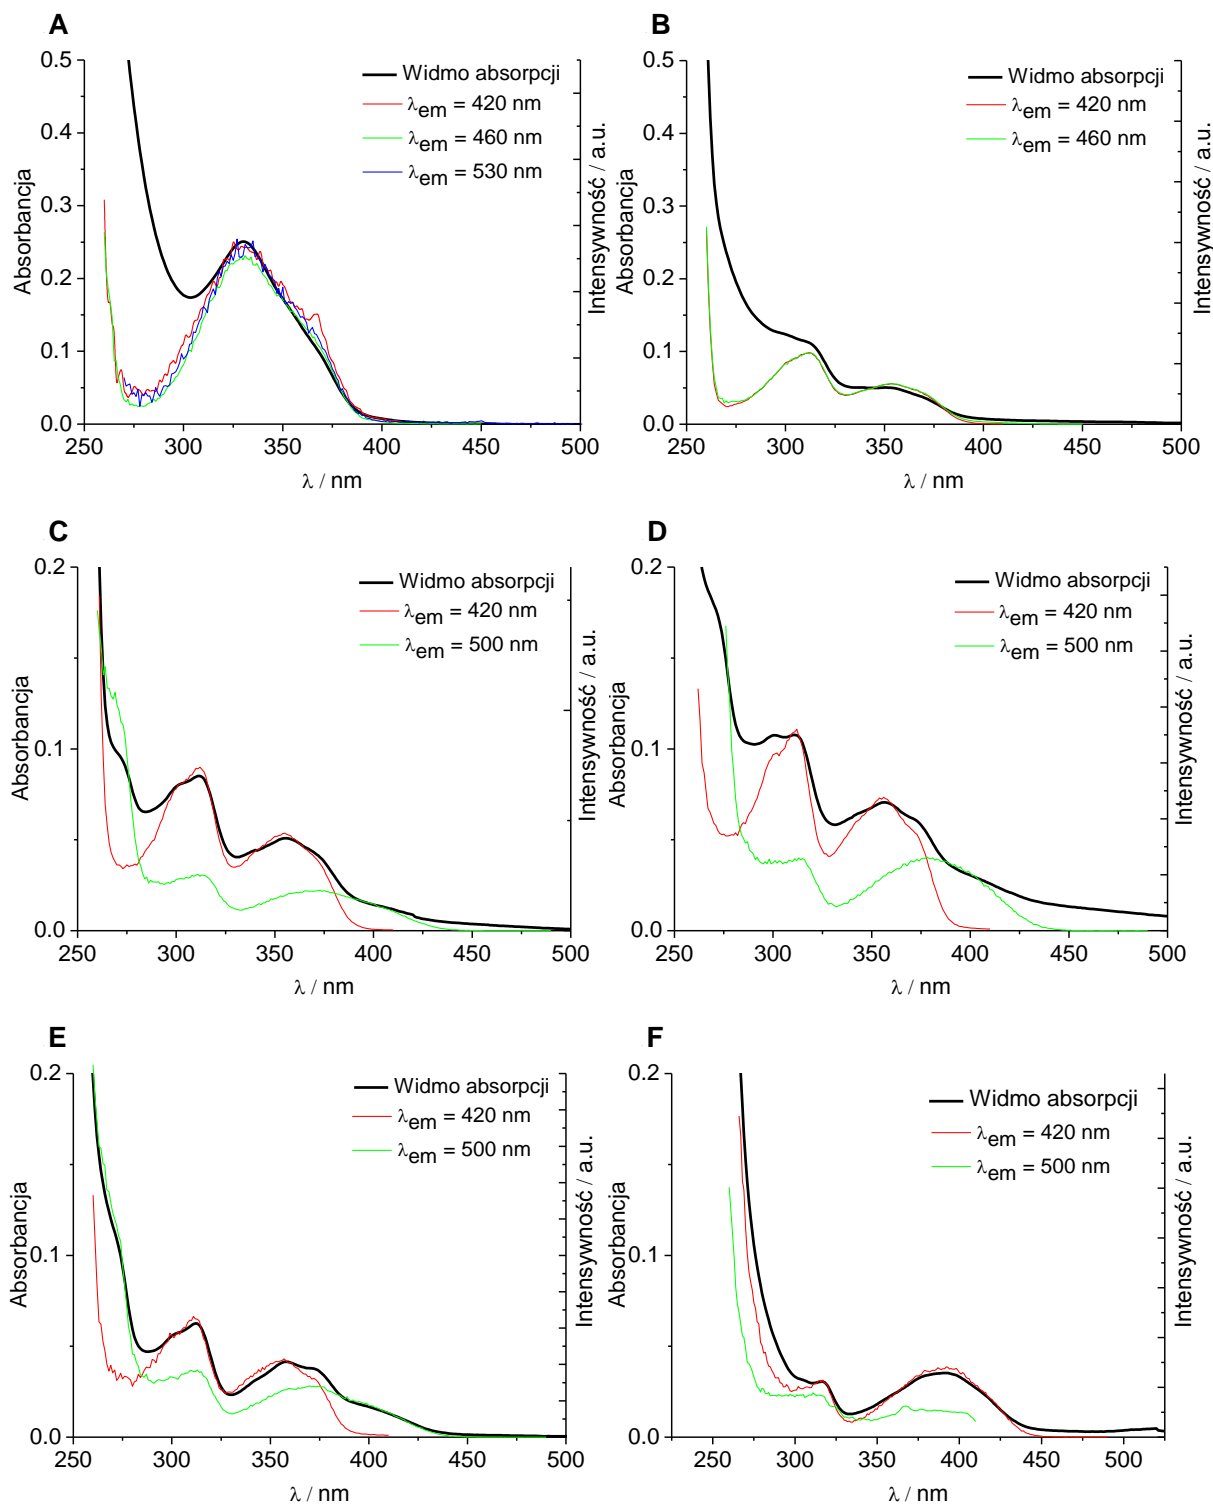 A
0.5
0.4
0.3
0.2
0.1
0.0
250 300 350 400 450 500
λ / nm
Absorbancja
Intensywność / a.u.
Widmo absorpcji
λem = 420 nm
λem = 460 nm
λem = 530 nm
B
0.5
0.4
0.3
0.2
0.1
0.0
250 300 350 400 450 500
λ / nm
Absorbancja
Intensywność / a.u.
Widmo absorpcji
λem = 420 nm
λem = 460 nm
C
0.2
0.1
0.0
250 300 350 400 450 500
λ / nm
Absorbancja
Intensywność / a.u.
Widmo absorpcji
λem = 420 nm
λem = 500 nm
D
0.2
0.1
0.0
250 300 350 400 450 500
λ / nm
Absorbancja
Intensywność / a.u.
Widmo absorpcji
λem = 420 nm
λem = 500 nm
E
0.2
0.1
0.0
250 300 350 400 450 500
λ / nm
Absorbancja
Intensywność / a.u.
Widmo absorpcji
λem = 420 nm
λem = 500 nm
F
0.2
0.1
0.0
250 300 350 400 450 500
λ / nm
Absorbancja
Intensywność / a.u.
Widmo absorpcji
λem = 420 nm
λem = 500 nm